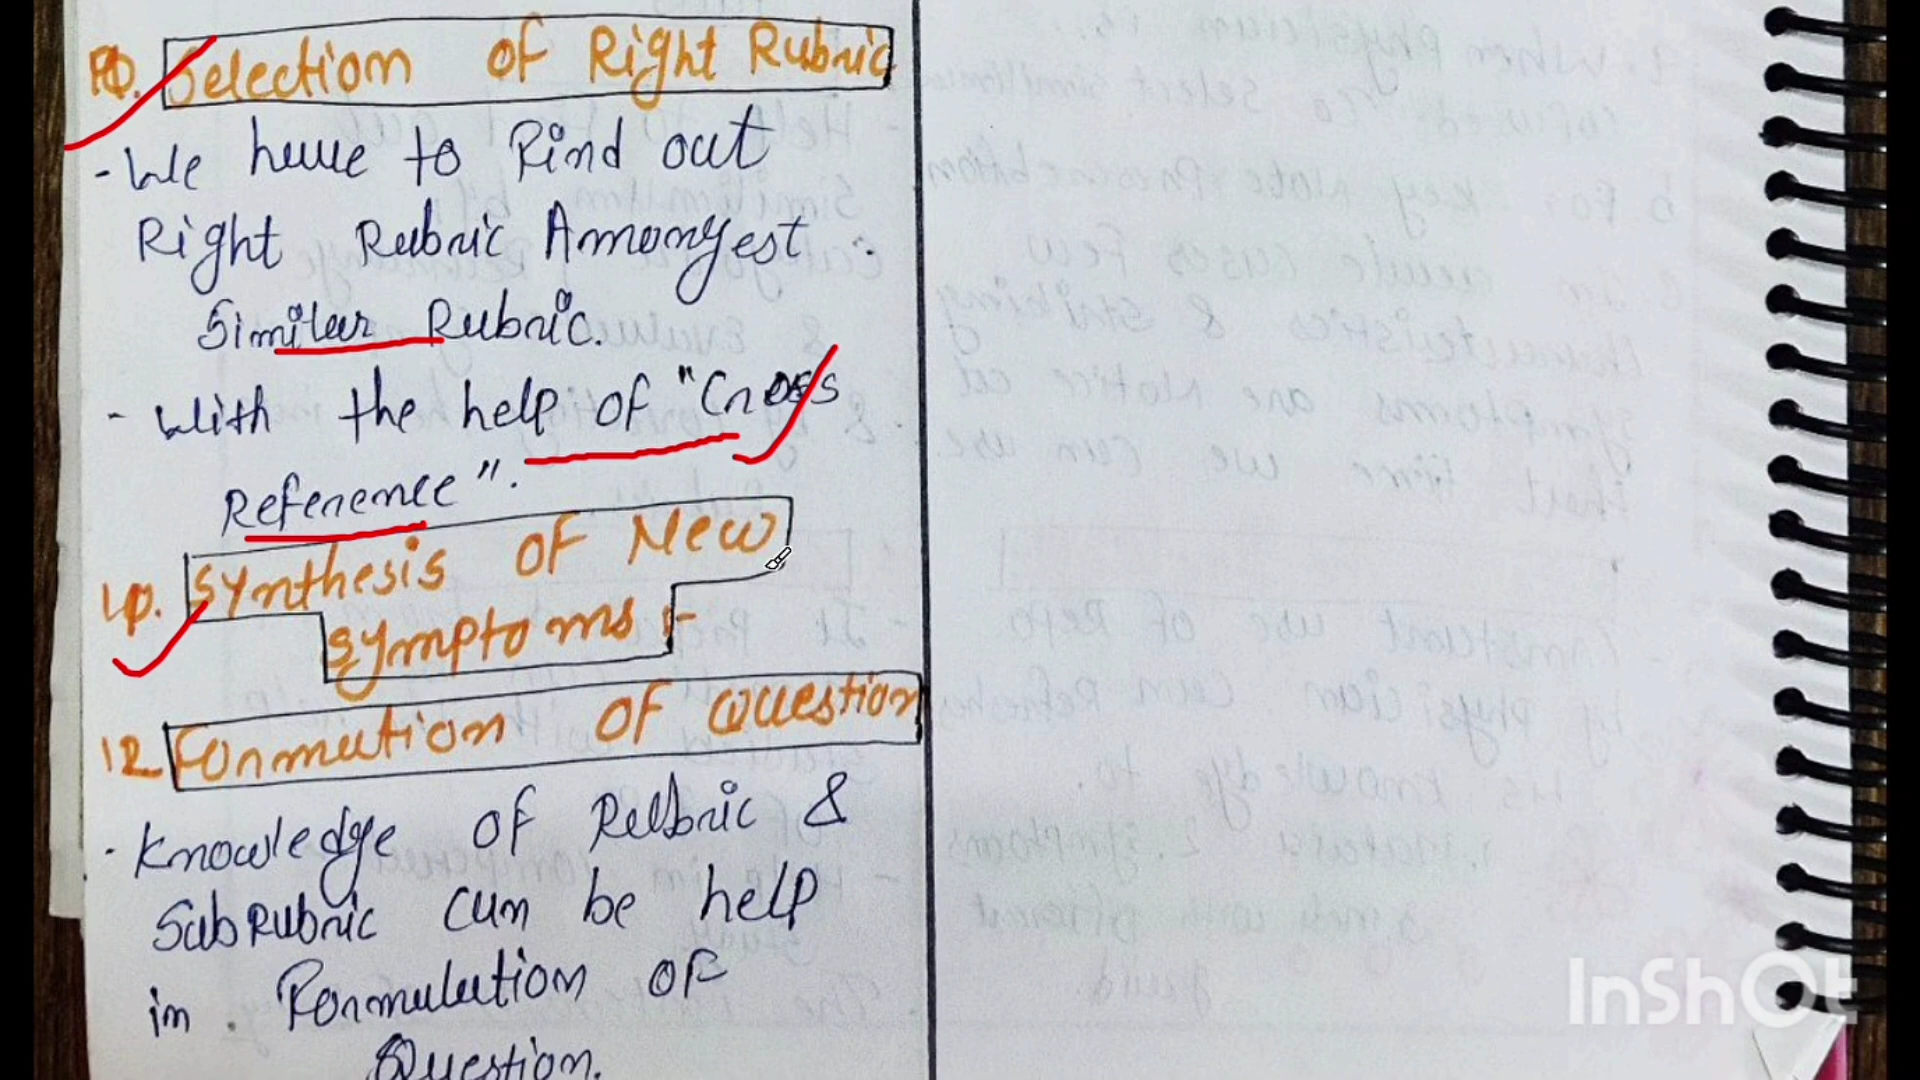 10. Selection of Right Rubric
- We have to Find out
Right Rubric Amongest
Similar Rubric.
- With the help of "Cross
Reference".
Synthesis of New
Symptoms :-
12 Formation of Question
. Knowledge of Rubric &
Sub Rubric can be help
in Formulation of
Question.
InShOt